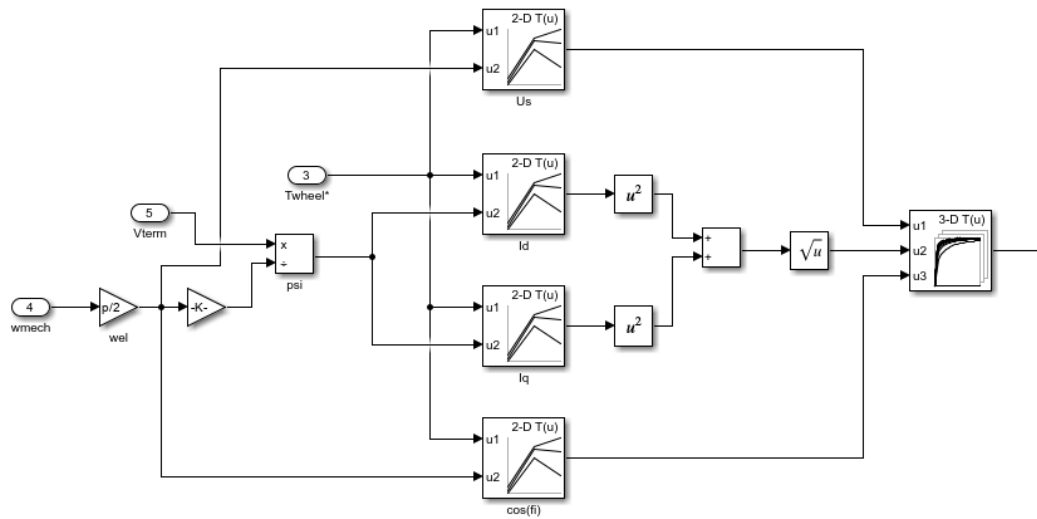 2-D T(u)
u1
u2
Us
3
Twheel*
2-D T(u)
u1
u2
Id
u²
5
Vterm
x
÷
psi
4
wmech
p/2
wel
-K-
2-D T(u)
u1
u2
Iq
u²
+
+
√u
3-D T(u)
u1
u2
u3
2-D T(u)
u1
u2
cos(fi)